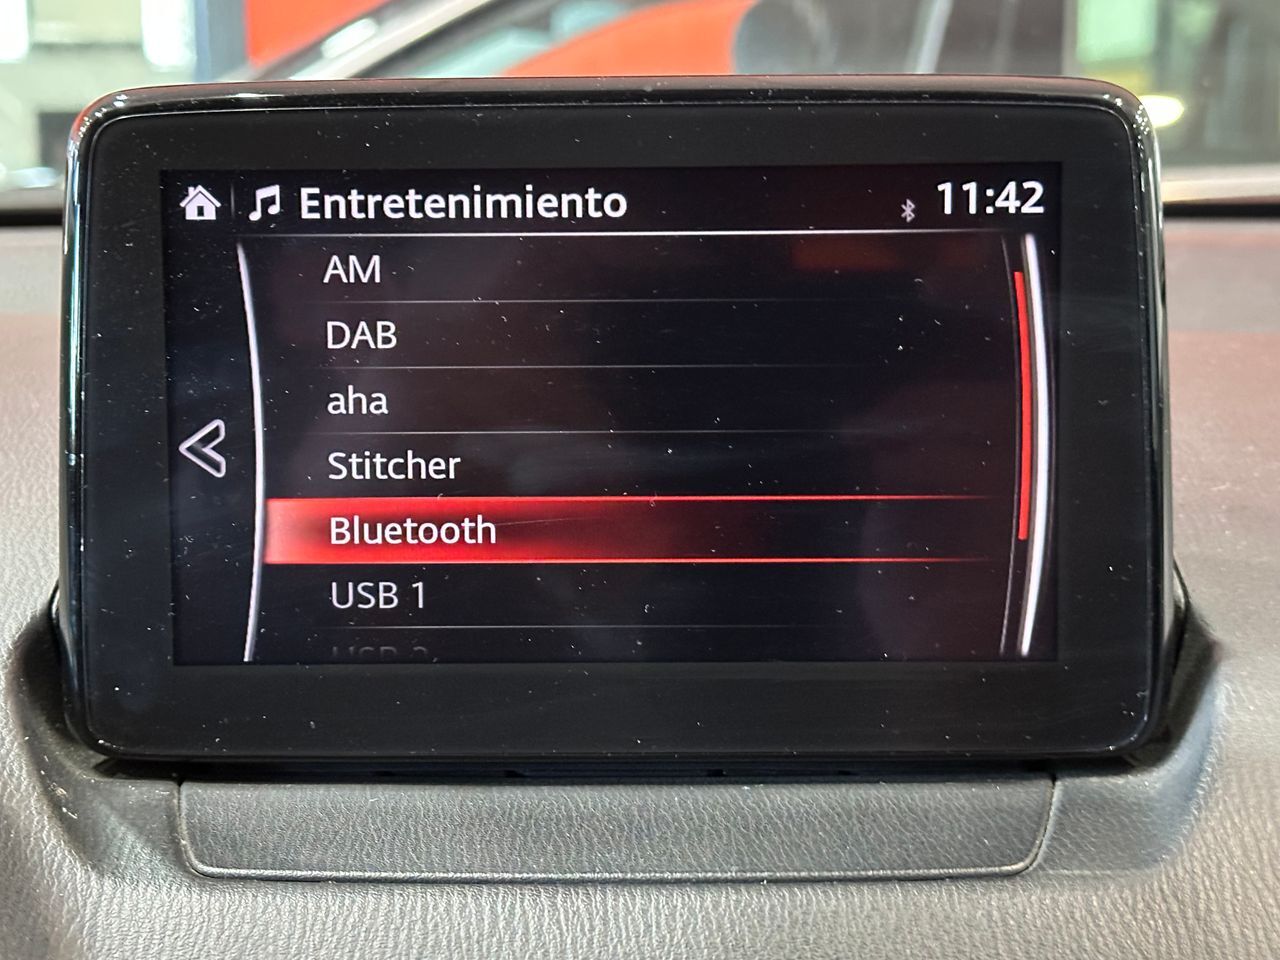 Entretenimiento
11:42
AM
DAB
aha
Stitcher
Bluetooth
USB 1